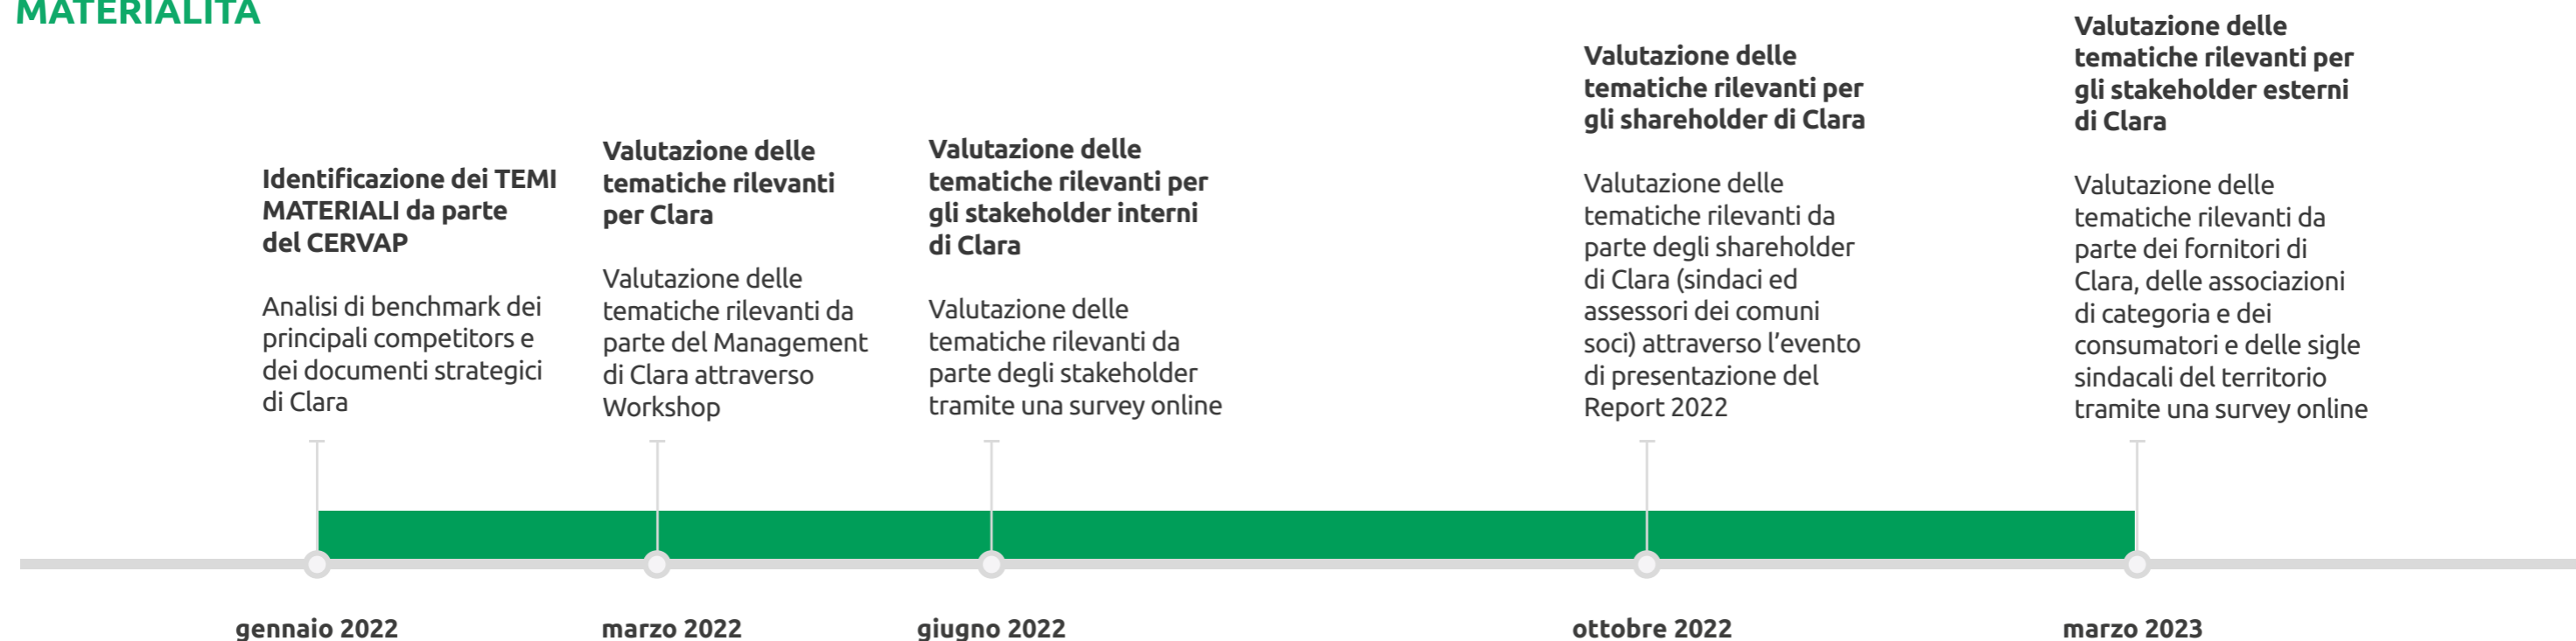 MATERIALITÀ
Identificazione dei TEMI
MATERIALI da parte
del CERVAP
Analisi di benchmark dei
principali competitors e
dei documenti strategici
di Clara
gennaio 2022
Valutazione delle
tematiche rilevanti
per Clara
Valutazione delle
tematiche rilevanti da
parte del Management
di Clara attraverso
Workshop
marzo 2022
Valutazione delle
tematiche rilevanti per
gli stakeholder interni
di Clara
Valutazione delle
tematiche rilevanti da
parte degli stakeholder
tramite una survey online
giugno 2022
Valutazione delle
tematiche rilevanti per
gli shareholder di Clara
Valutazione delle
tematiche rilevanti da
parte degli shareholder
di Clara (sindaci ed
assessori dei comuni
soci) attraverso l’evento
di presentazione del
Report 2022
ottobre 2022
Valutazione delle
tematiche rilevanti per
gli stakeholder esterni
di Clara
Valutazione delle
tematiche rilevanti da
parte dei fornitori di
Clara, delle associazioni
di categoria e dei
consumatori e delle sigle
sindacali del territorio
tramite una survey online
marzo 2023